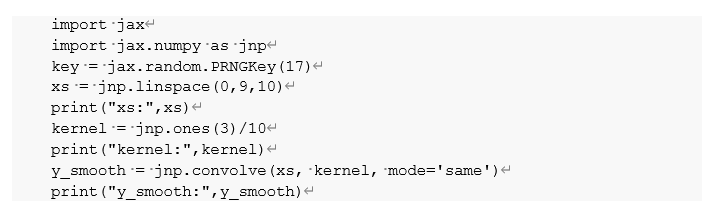 import jax
import jax.numpy as jnp
key = jax.random.PRNGKey(17)
xs = jnp.linspace(0,9,10)
print("xs:",xs)
kernel = jnp.ones(3)/10
print("kernel:",kernel)
y_smooth = jnp.convolve(xs, kernel, mode='same')
print("y_smooth:",y_smooth)